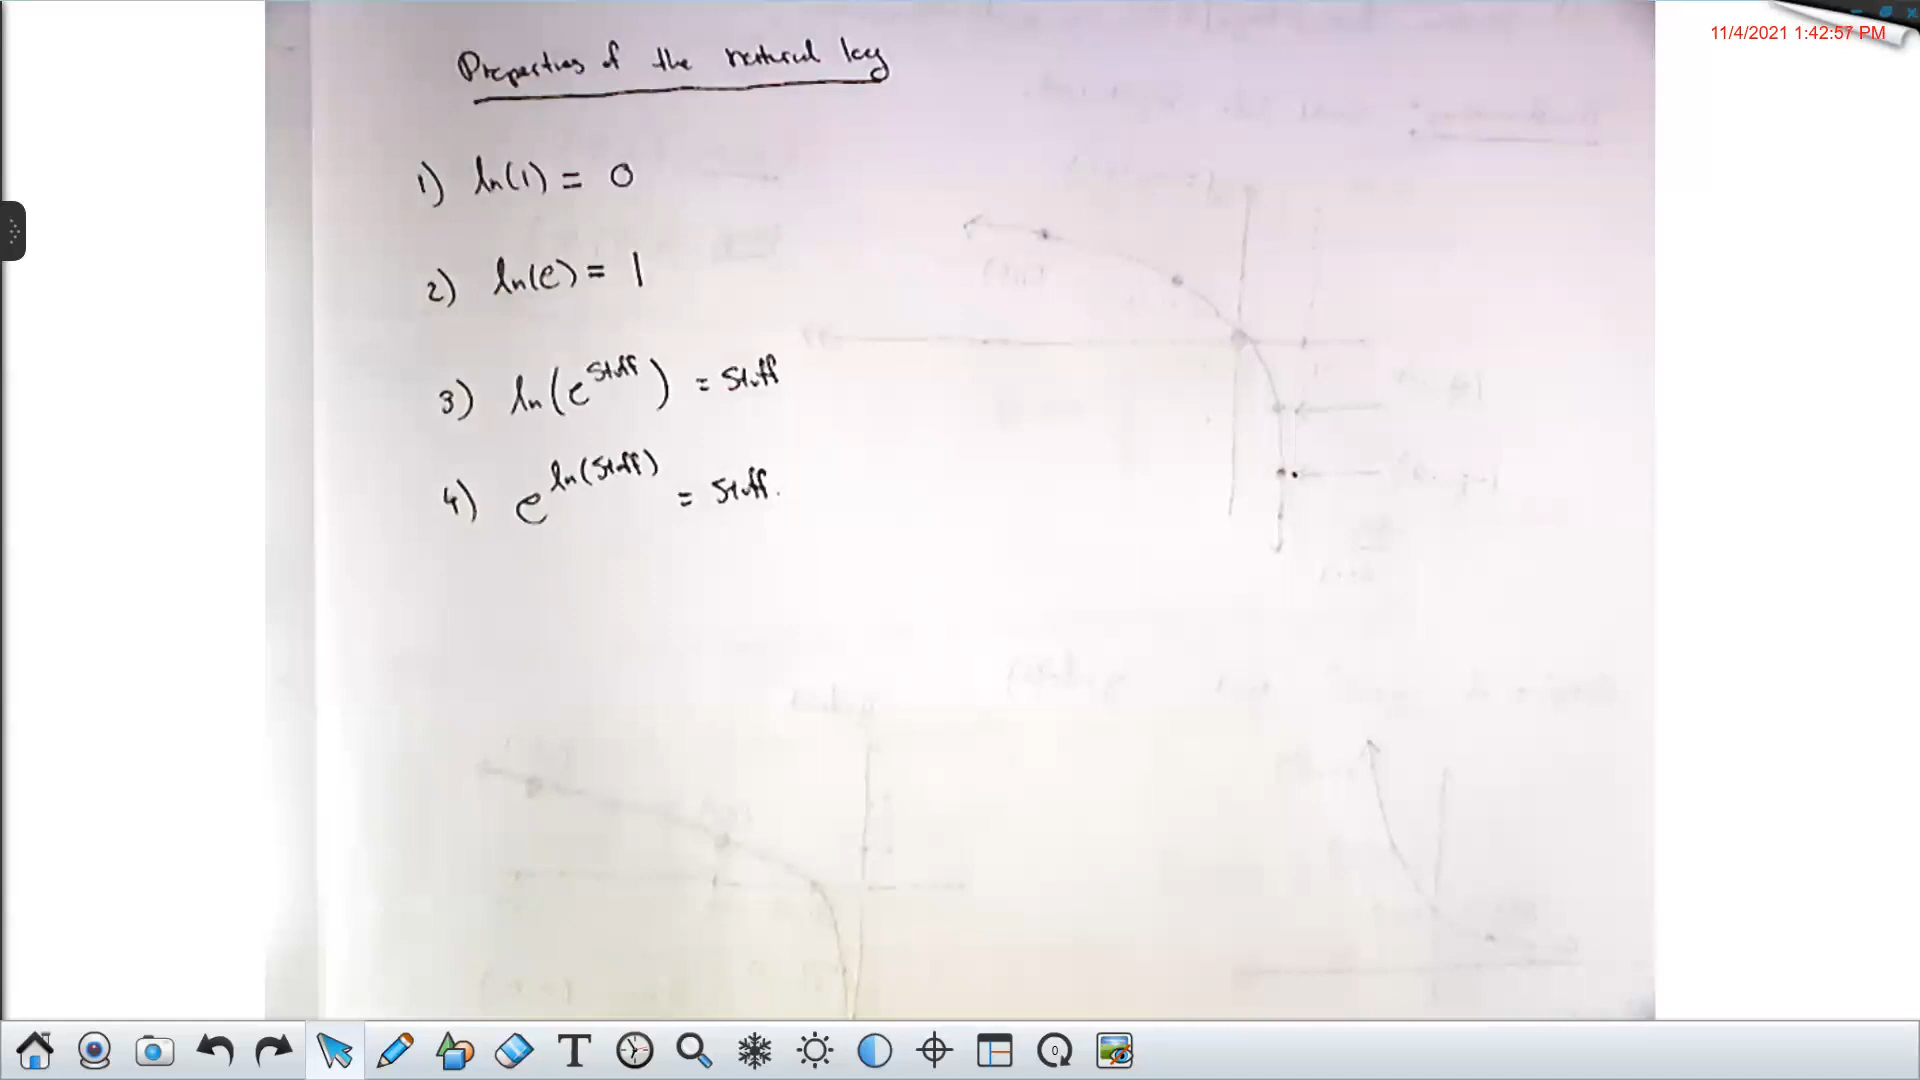 11/4/2021 1:42:57 PM
Properties of the natural log
1) ln(1) = 0
2) ln(e) = 1
3) ln(e^stuff) = stuff
4) e^ln(stuff) = stuff.